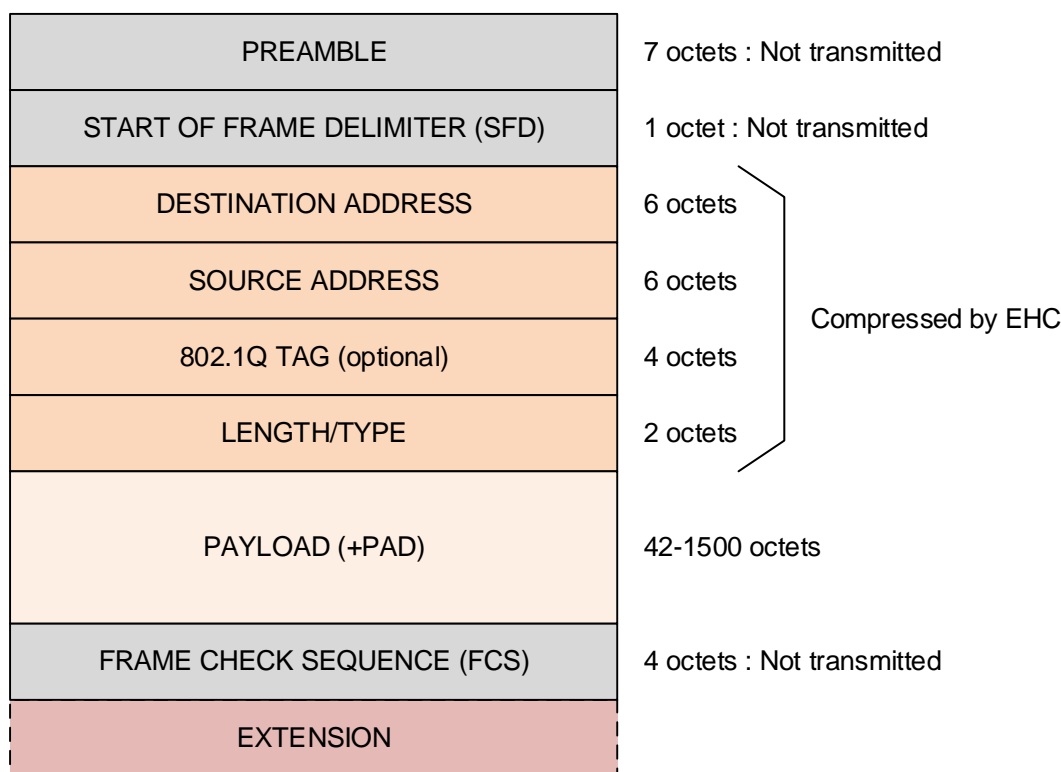 PREAMBLE 7 octets : Not transmitted
START OF FRAME DELIMITER (SFD) 1 octet : Not transmitted
DESTINATION ADDRESS 6 octets
SOURCE ADDRESS 6 octets
Compressed by EHC
802.1Q TAG (optional) 4 octets
LENGTH/TYPE 2 octets
PAYLOAD (+PAD) 42-1500 octets
FRAME CHECK SEQUENCE (FCS) 4 octets : Not transmitted
EXTENSION